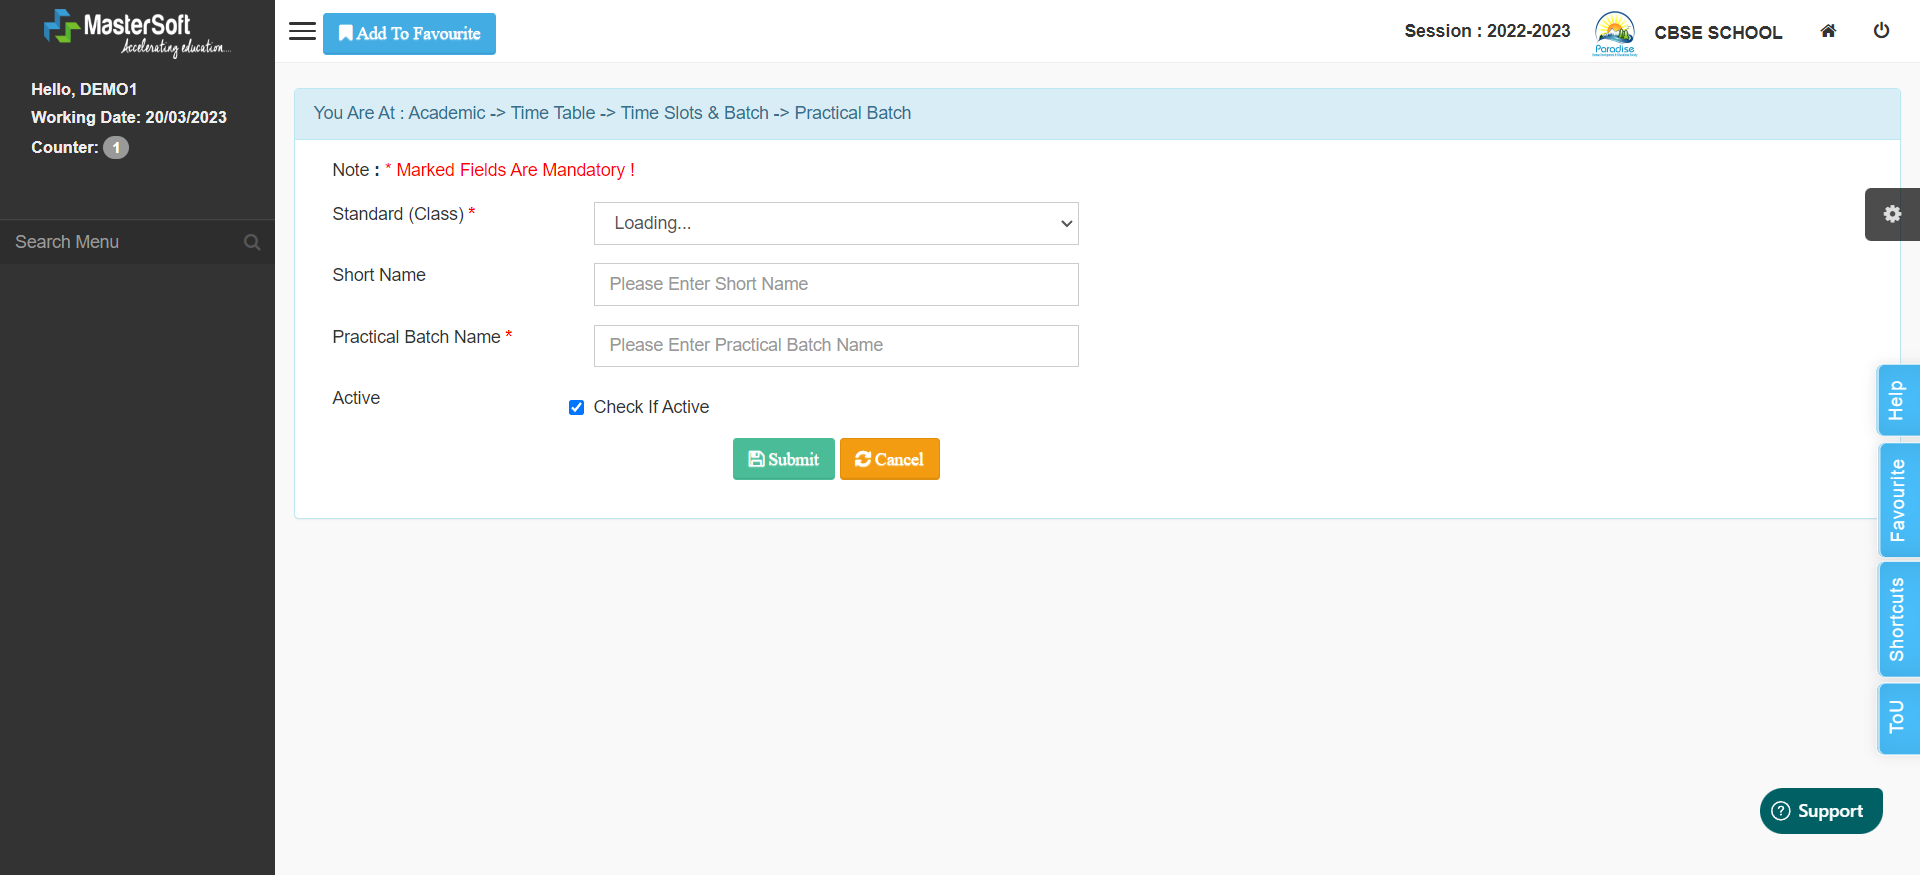 MasterSoft
Accelerating education....
Hello, DEMO1
Working Date: 20/03/2023
Counter: 1
Search Menu
Add To Favourite
Session : 2022-2023
Paradise
CBSE SCHOOL
You Are At : Academic -> Time Table -> Time Slots & Batch -> Practical Batch
Note : * Marked Fields Are Mandatory !
Standard (Class) *
Loading...
Short Name
Please Enter Short Name
Practical Batch Name *
Please Enter Practical Batch Name
Active
Check If Active
Submit
Cancel
Help
Favourite
Shortcuts
ToU
Support